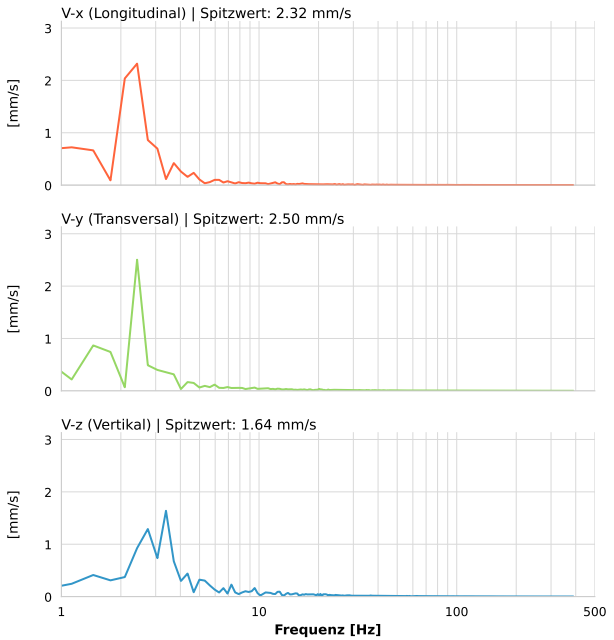 V-x (Longitudinal) | Spitzwert: 2.32 mm/s
3
2
1
0
[mm/s]
V-y (Transversal) | Spitzwert: 2.50 mm/s
3
2
1
0
[mm/s]
V-z (Vertikal) | Spitzwert: 1.64 mm/s
3
2
1
0
[mm/s]
1 10 100 500
Frequenz [Hz]